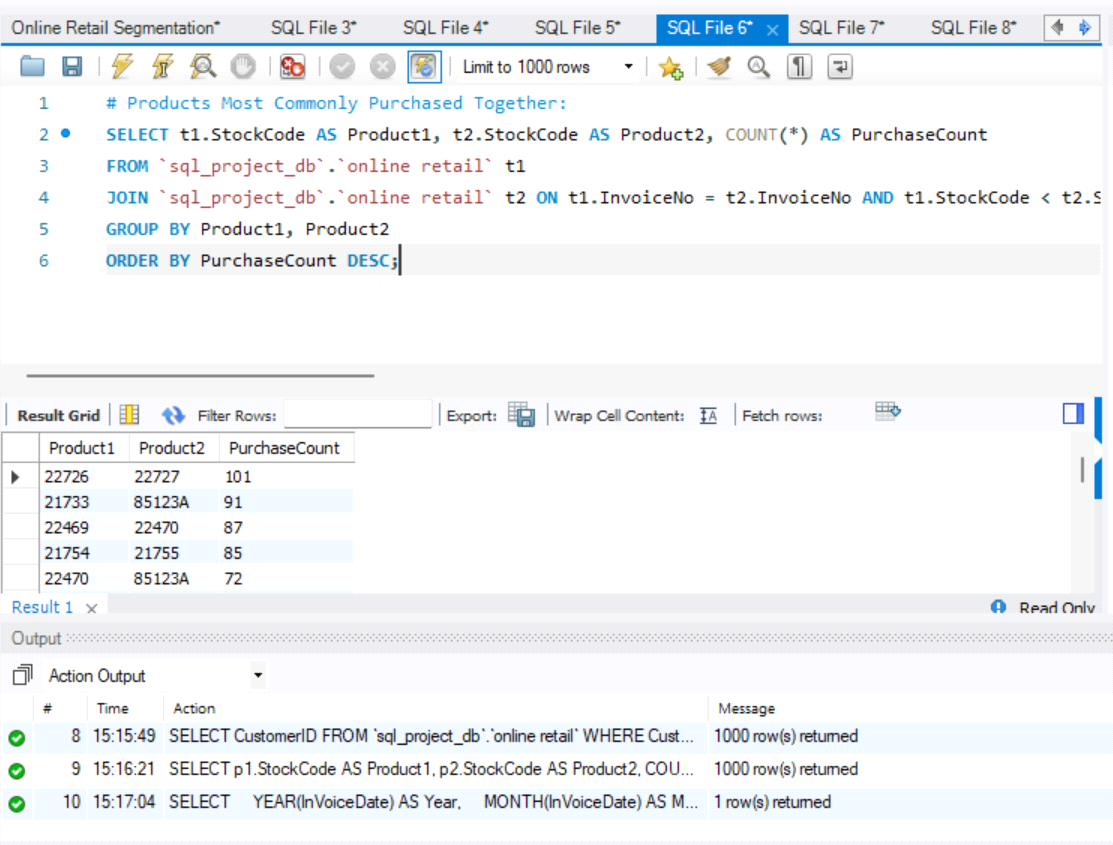 Online Retail Segmentation* SQL File 3* SQL File 4* SQL File 5* SQL File 6* × SQL File 7* SQL File 8*
Limit to 1000 rows
1 # Products Most Commonly Purchased Together:
2 SELECT t1.StockCode AS Product1, t2.StockCode AS Product2, COUNT(*) AS PurchaseCount
3 FROM `sql_project_db`.`online retail` t1
4 JOIN `sql_project_db`.`online retail` t2 ON t1.InvoiceNo = t2.InvoiceNo AND t1.StockCode < t2.S
5 GROUP BY Product1, Product2
6 ORDER BY PurchaseCount DESC;
Result Grid Filter Rows: Export: Wrap Cell Content: IA Fetch rows:
Product1 Product2 PurchaseCount
22726 22727 101
21733 85123A 91
22469 22470 87
21754 21755 85
22470 85123A 72
Result 1 × Read Only
Output
Action Output
# Time Action Message
8 15:15:49 SELECT CustomerID FROM `sql_project_db`.`online retail` WHERE Cust... 1000 row(s) returned
9 15:16:21 SELECT p1.StockCode AS Product1, p2.StockCode AS Product2, COU... 1000 row(s) returned
10 15:17:04 SELECT YEAR(InVoiceDate) AS Year, MONTH(InVoiceDate) AS M... 1 row(s) returned